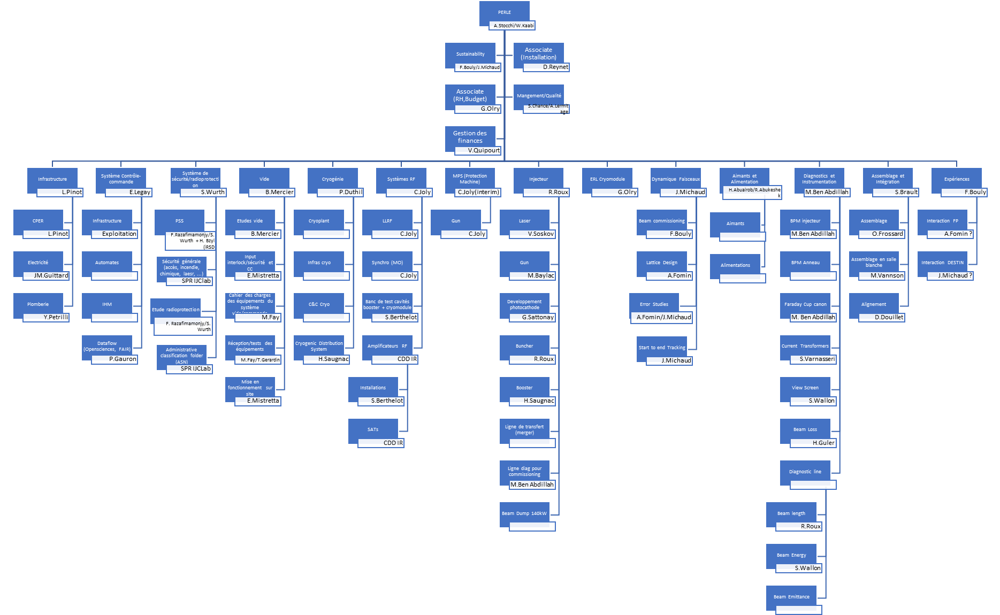 PERLE
A.Stocchi/W.Kaabi
Sustainability
F.Bouly/J.Michaud
Associate
(Installation)
D.Reynet
Associate
(RH,Budget)
G.Olry
Mangement/Qualité
S.Chance/A.Lermit
age
Gestion des
finances
V.Quipourt
Infrastructure
L.Pinot
CPER
L.Pinot
Electricité
JM.Guittard
Plomberie
Y.Petrilli
Système Contrôle-
commande
E.Legay
Infrastructure
Exploitation
Automates
IHM
Dataflow
(Opensciences, FAIR)
P.Gauron
Système de
sécurité/radioprotecti
on
S.Wurth
PSS
F.Razafimamonjy/S.
Wurth + H. Bzyl
(iRSD
Sécurité générale
(accès, incendie,
chimique, laesr, ...)
SPR IJClab
Etude radioprotection
F. Razafimamonjy/S.
Wurth
Administrative
classification folder
(ASN)
SPR IJCLab
Vide
B.Mercier
Etudes vide
B.Mercier
Input
interlock/sécurité et
CC
E.Mistretta
Cahier des charges
des équipements du
système
vide/commande
M.Fay
Réception/tests des
équipements
M.Fay/T.Gerardin
Mise en
fonctionnement sur
site
E.Mistretta
Cryogénie
P.Duthil
Cryoplant
Infras cryo
C&C Cryo
Cryogenic Distribution
System
H.Saugnac
Systèmes RF
C.Joly
LLRF
C.Joly
Synchro (MO)
C.Joly
Banc de test cavités
booster + cryomodule
S.Berthelot
Amplificateurs RF
CDD IR
Installations
S.Berthelot
SATs
CDD IR
MPS (Protection
Machine)
C.Joly(interim)
Gun
C.Joly
Injecteur
R.Roux
Laser
V.Soskov
Gun
M.Baylac
Developpement
photocathode
G.Sattonay
Buncher
R.Roux
Booster
H.Saugnac
Ligne de transfert
(merger)
Ligne diag pour
commissioning
M.Ben Abdillah
Beam Dump 140kW
ERL Cryomodule
G.Olry
Dynamique Faisceaux
J.Michaud
Beam commissioning
F.Bouly
Lattice Design
A.Fomin
Error Studies
A.Fomin/J.Michaud
Start to end Tracking
J.Michaud
Aimants et
Alimentation
H.Abualrob/R.Abukeshe
k
Aimants
Alimentations
Diagnostics et
Instrumentation
M.Ben Abdillah
BPM injecteur
M.Ben Abdillah
BPM Anneau
Faraday Cup canon
M. Ben Abdillah
Current Transformers
S.Varnasseri
View Screen
S.Wallon
Beam Loss
H.Guler
Diagnostic line
Beam length
R.Roux
Beam Energy
S.Wallon
Beam Emittance
Assemblage et
Intégration
S.Brault
Assemblage
O.Frossard
Assemblage en salle
blanche
M.Vannson
Alignement
D.Douillet
Expériences
F.Bouly
Interaction FP
A.Fomin ?
Interaction DESTIN
J.Michaud ?